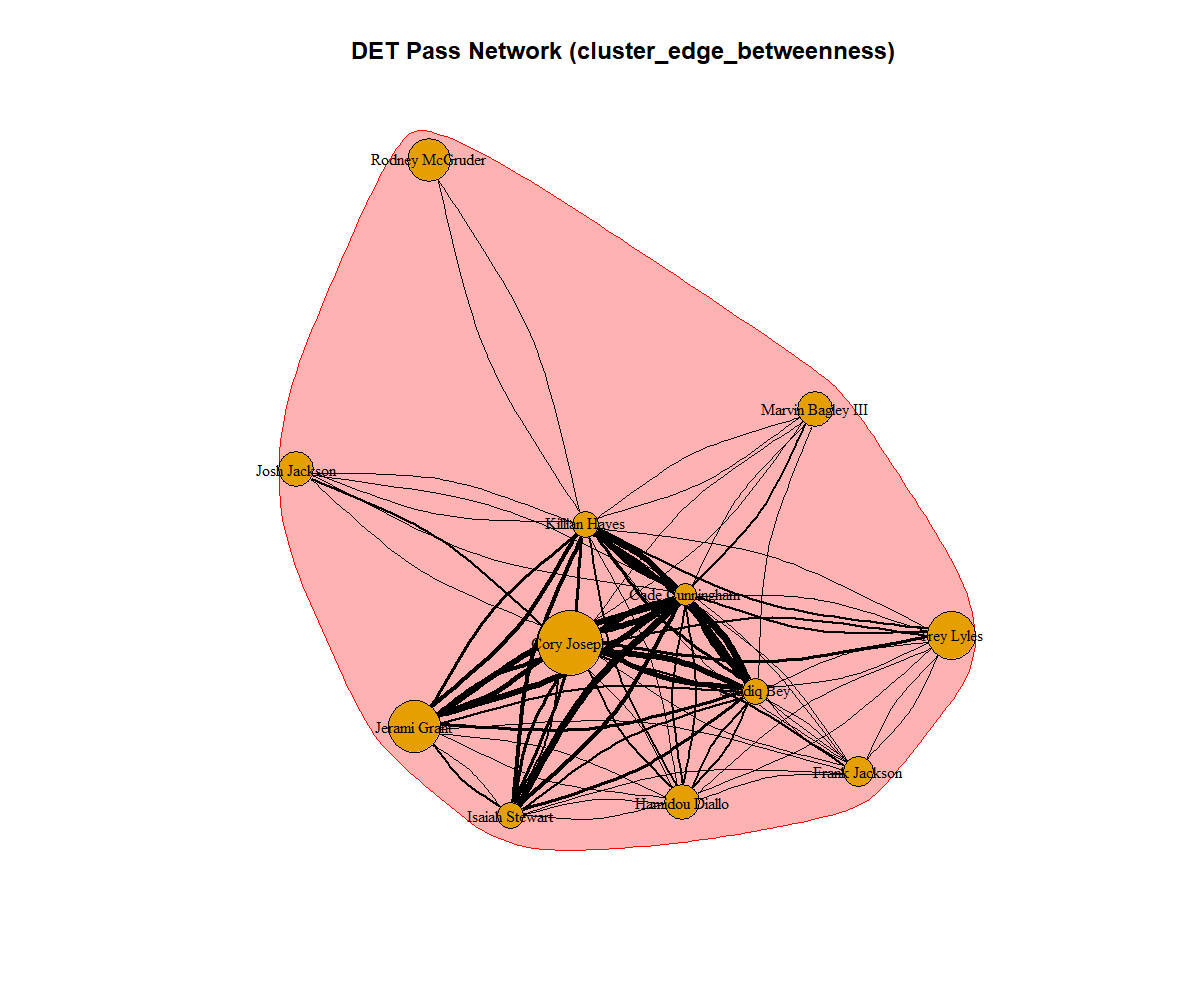 DET Pass Network (cluster_edge_betweenness)
Rodney McGruder
Marvin Bagley III
Josh Jackson
Killian Hayes
Cade Cunningham
Cory Joseph
Trey Lyles
Saddiq Bey
Jerami Grant
Frank Jackson
Hamidou Diallo
Isaiah Stewart